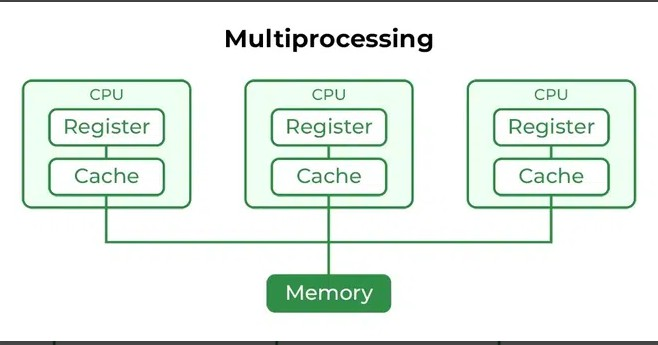 Multiprocessing
CPU CPU CPU
Register Register Register
Cache Cache Cache
Memory